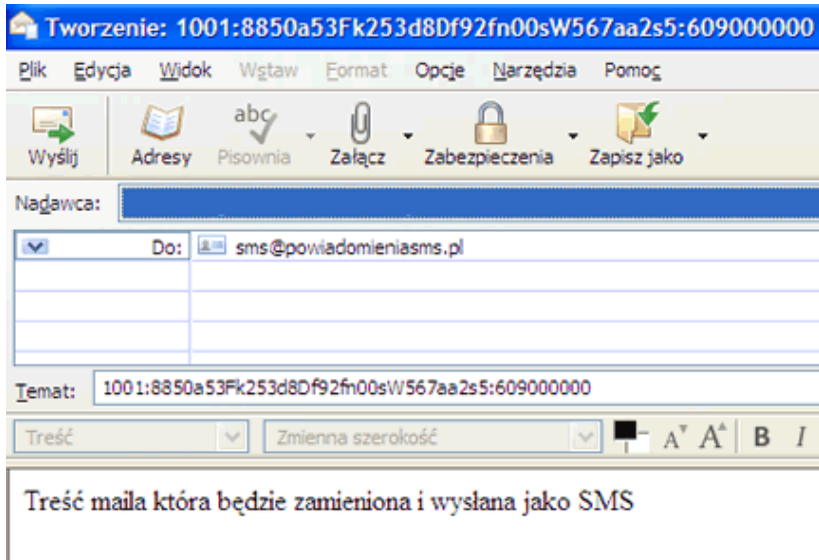 Tworzenie: 1001:8850a53Fk253d8Df92fn00sW567aa2s5:609000000
Plik Edycja Widok Wstaw Format Opcje Narzędzia Pomoc
Wyślij Adresy Pisownia Załącz Zabezpieczenia Zapisz jako
Nadawca:
Do: sms@powiadomieniasms.pl
Temat: 1001:8850a53Fk253d8Df92fn00sW567aa2s5:609000000
Treść Zmienna szerokość A A B I
Treść maila która będzie zamieniona i wysłana jako SMS